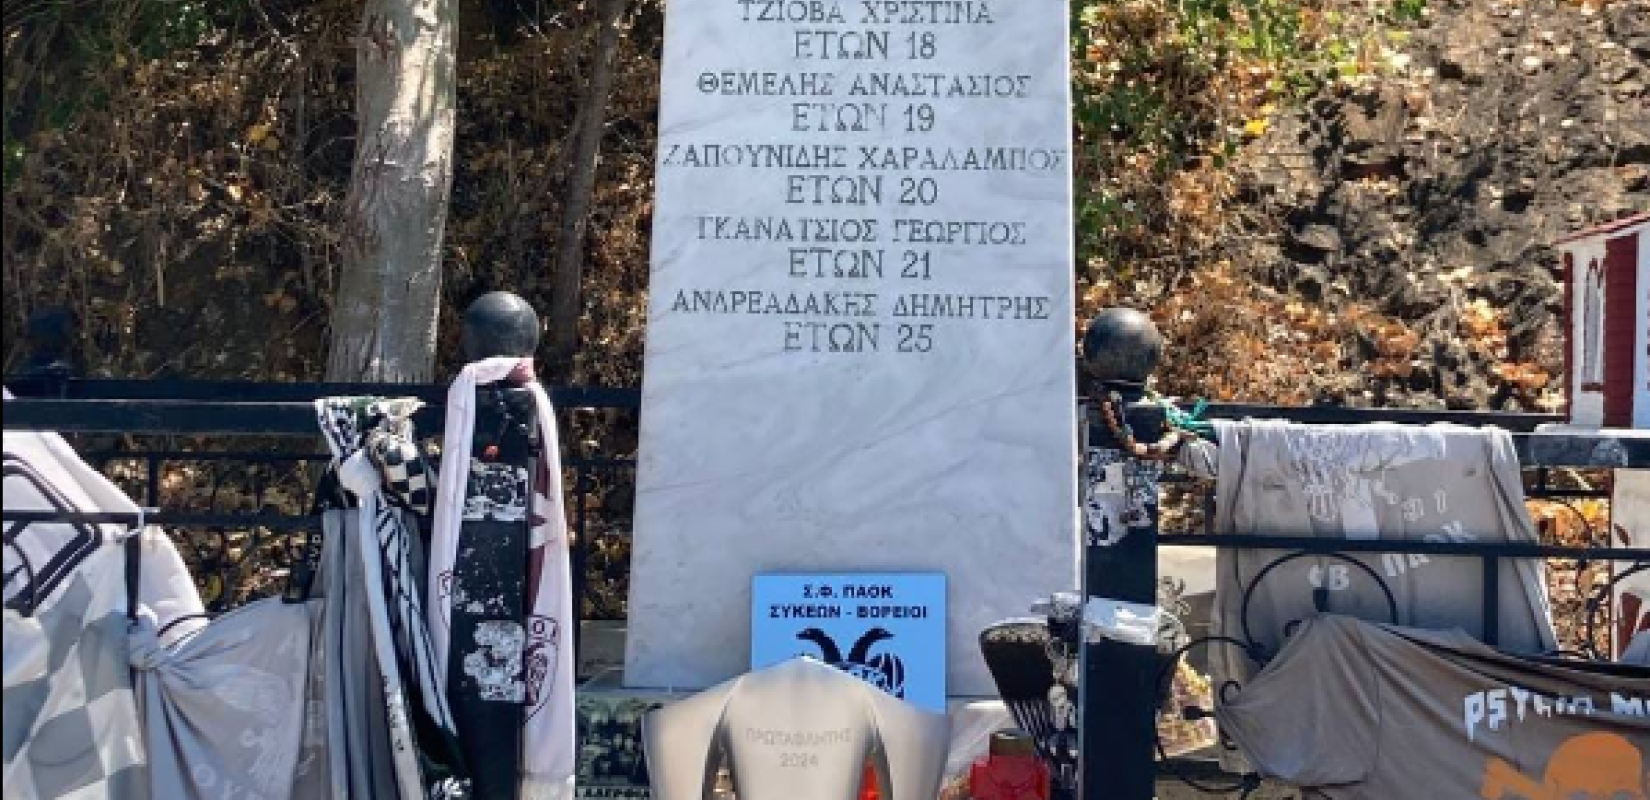 ΤΖΙΟΒΑ ΧΡΙΣΤΙΝΑ
ΕΤΩΝ 18
ΘΕΜΕΛΗΣ ΑΝΑΣΤΑΣΙΟΣ
ΕΤΩΝ 19
ΖΑΠΟΥΝΙΔΗΣ ΧΑΡΑΛΑΜΠΟΣ
ΕΤΩΝ 20
ΓΚΑΝΑΤΣΙΟΣ ΓΕΩΡΓΙΟΣ
ΕΤΩΝ 21
ΑΝΔΡΕΑΔΑΚΗΣ ΔΗΜΗΤΡΗΣ
ΕΤΩΝ 25
Σ.Φ. ΠΑΟΚ
ΣΥΚΕΩΝ - ΒΟΡΕΙΟΙ
ΠΡΩΤΑΘΛΗΤΗΣ
2024
ΠΑΟΚ